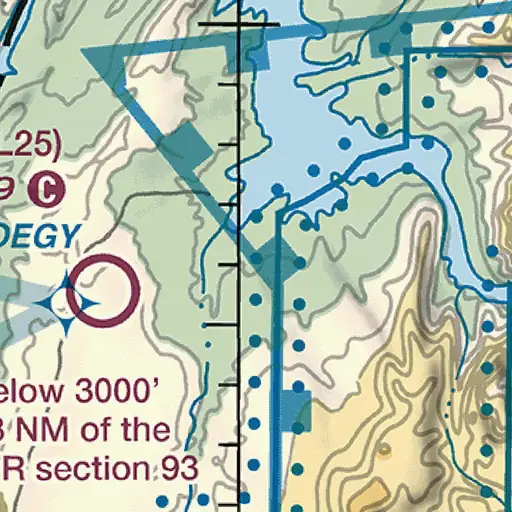 L25)
9 C
DEGY
elow 3000'
3 NM of the
R section 93